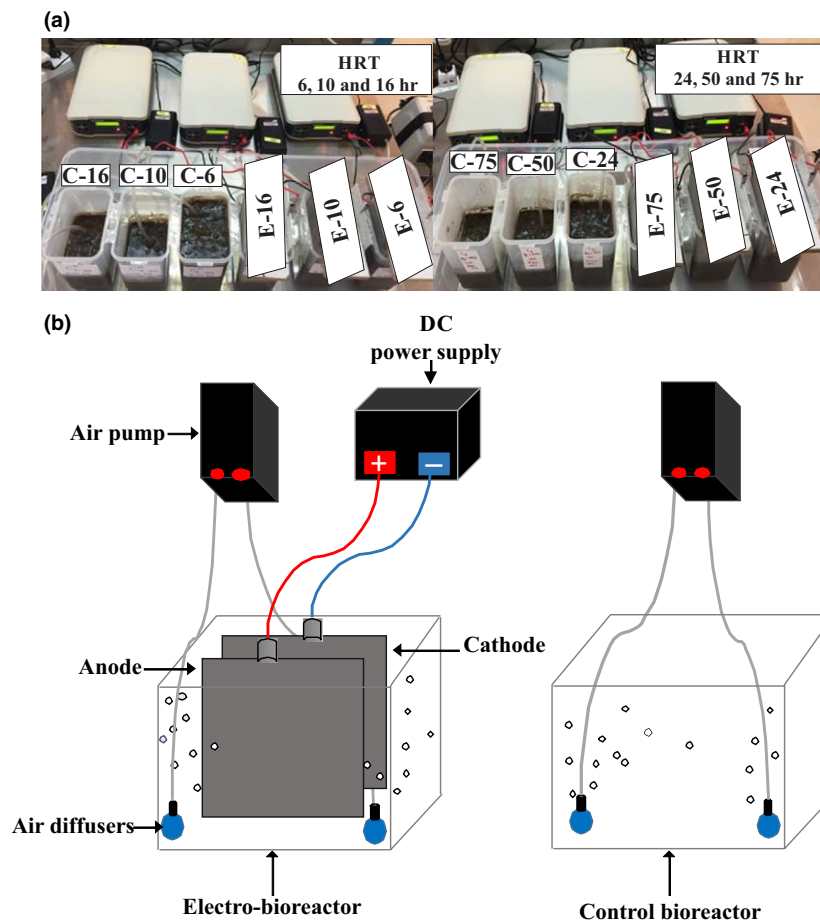 (a)
HRT
6, 10 and 16 hr
HRT
24, 50 and 75 hr
C-16
C-10
C-6
E-16
E-10
E-6
C-75
C-50
C-24
E-75
E-50
E-24
(b)
DC
power supply
Air pump
+
−
Anode
Cathode
Air diffusers
Electro-bioreactor
Control bioreactor